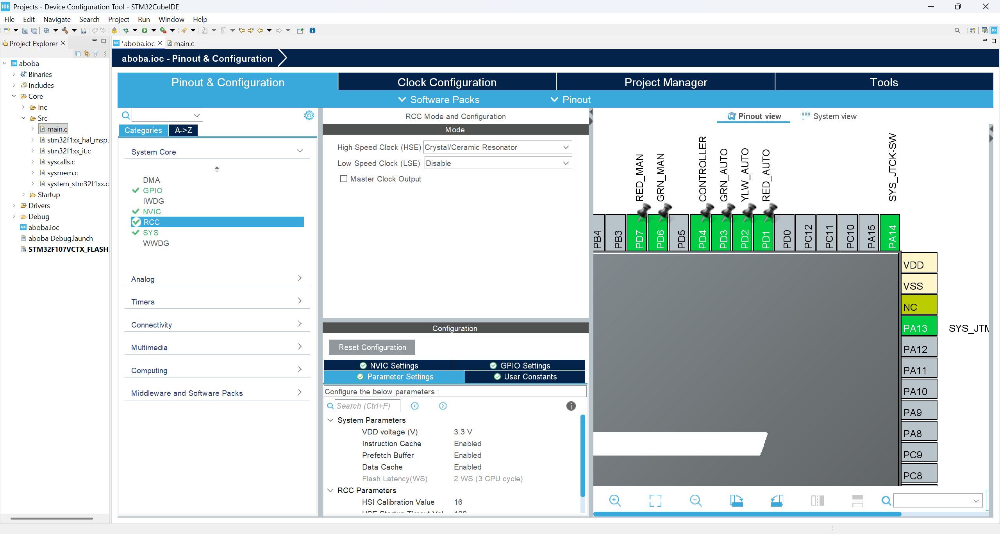 IDE Projects - Device Configuration Tool - STM32CubeIDE
File Edit Navigate Search Project Run Window Help
Project Explorer
MX *aboba.ioc main.c
IDE aboba
Binaries
Includes
Core
Inc
Src
main.c
stm32f1xx_hal_msp.
stm32f1xx_it.c
syscalls.c
sysmem.c
system_stm32f1xx.c
Startup
Drivers
Debug
MX aboba.ioc
aboba Debug.launch
STM32F107VCTX_FLASH.
aboba.ioc - Pinout & Configuration
Pinout & Configuration Clock Configuration Project Manager Tools
Software Packs Pinout
Categories A->Z
System Core
DMA
GPIO
IWDG
NVIC
RCC
SYS
WWDG
Analog
Timers
Connectivity
Multimedia
Computing
Middleware and Software Packs
RCC Mode and Configuration
Mode
High Speed Clock (HSE) Crystal/Ceramic Resonator
Low Speed Clock (LSE) Disable
Master Clock Output
Configuration
Reset Configuration
NVIC Settings GPIO Settings
Parameter Settings User Constants
Configure the below parameters :
Search (Ctrl+F)
System Parameters
VDD voltage (V) 3.3 V
Instruction Cache Enabled
Prefetch Buffer Enabled
Data Cache Enabled
Flash Latency(WS) 2 WS (3 CPU cycle)
RCC Parameters
HSI Calibration Value 16
Pinout view System view
RED_MAN
GRN_MAN
CONTROLLER
GRN_AUTO
YLW_AUTO
RED_AUTO
SYS_JTCK-SW
PB4
PB3
PD7
PD6
PD5
PD4
PD3
PD2
PD1
PD0
PC12
PC11
PC10
PA15
PA14
VDD
VSS
NC
PA13 SYS_JTM
PA12
PA11
PA10
PA9
PA8
PC9
PC8